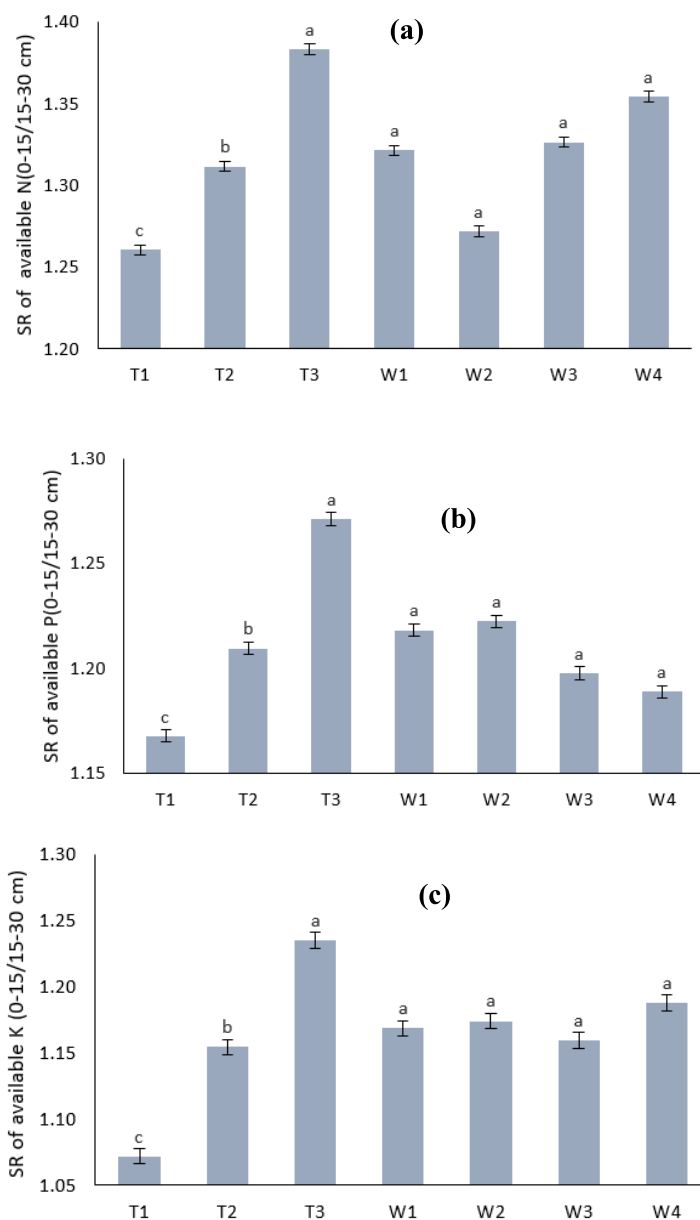 (a)
SR of available N(0-15/15-30 cm)
1.40
1.35
1.30
1.25
1.20
c
b
a
a
a
a
a
T1 T2 T3 W1 W2 W3 W4
(b)
SR of available P(0-15/15-30 cm)
1.30
1.25
1.20
1.15
c
b
a
a
a
a
a
T1 T2 T3 W1 W2 W3 W4
(c)
SR of available K (0-15/15-30 cm)
1.30
1.25
1.20
1.15
1.10
1.05
c
b
a
a
a
a
a
T1 T2 T3 W1 W2 W3 W4